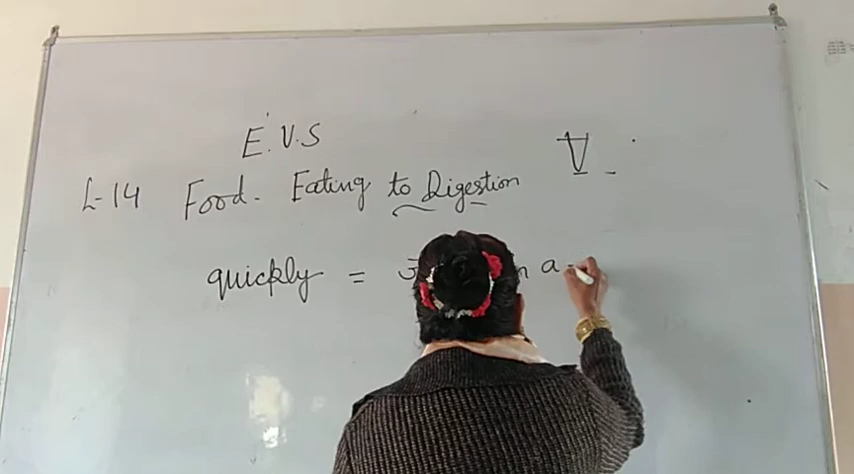 E.V.S
V
L-14 Food- Eating to Digestion
quickly = a